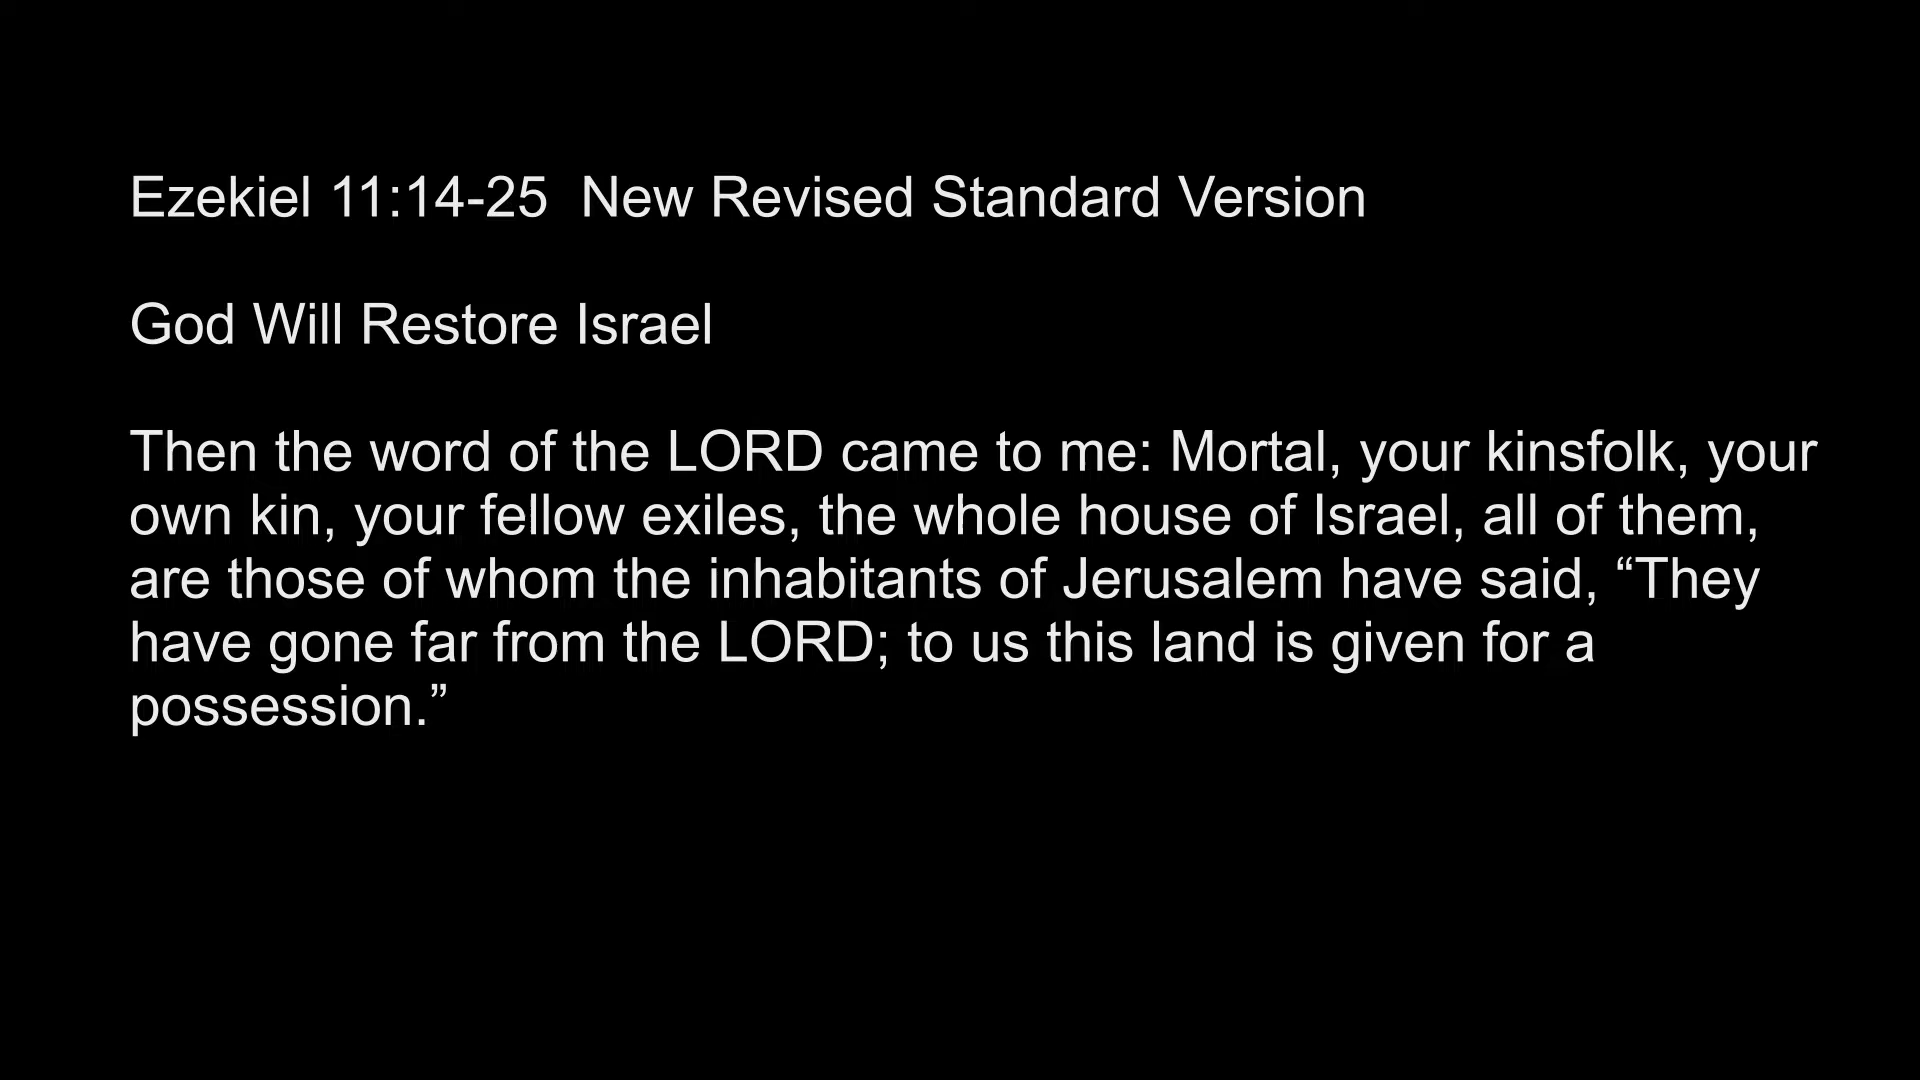 Ezekiel 11:14-25  New Revised Standard Version
God Will Restore Israel
Then the word of the LORD came to me: Mortal, your kinsfolk, your
own kin, your fellow exiles, the whole house of Israel, all of them,
are those of whom the inhabitants of Jerusalem have said, “They
have gone far from the LORD; to us this land is given for a
possession.”